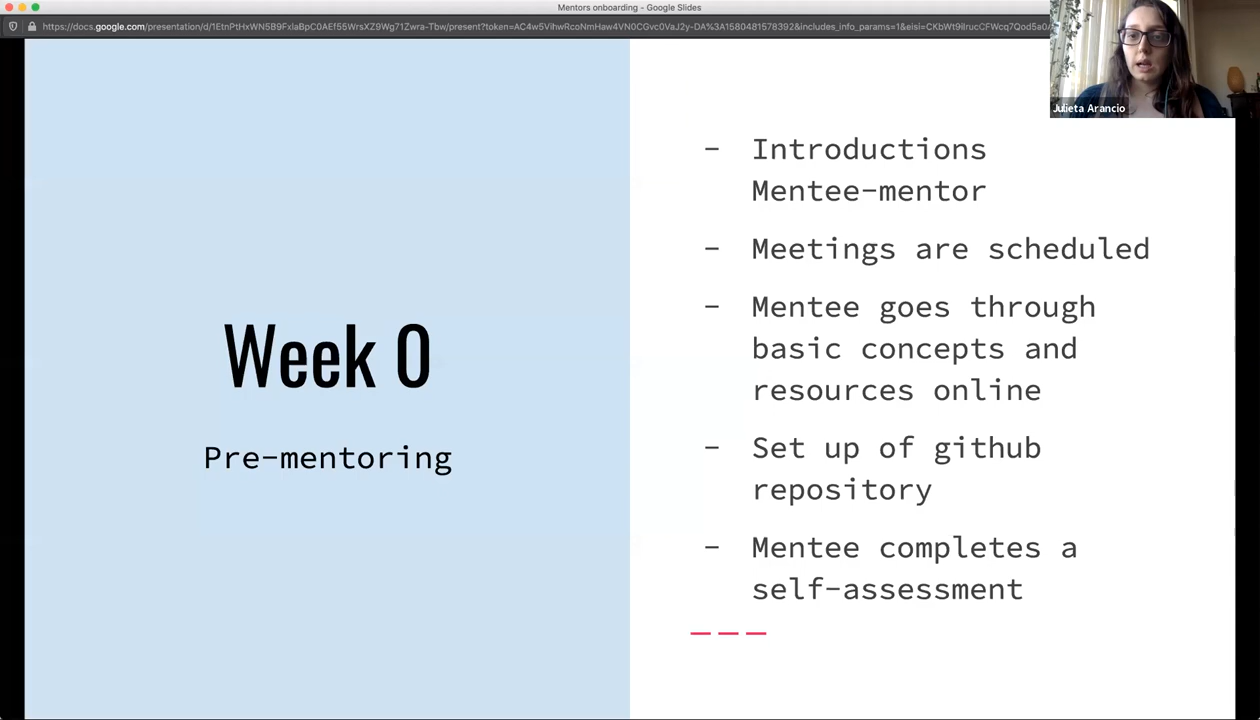 Mentors onboarding - Google Slides
https://docs.google.com/presentation/d/1EtnPtHxWN5B9FxlaBpC0AEf55WrsXZ9Wg71Zwra-Tbw/present?token=AC4w5VihwRcoNmHaw4VN0CGvc0VaJ2y-DA%3A1580481578392&includes_info_params=1&eisi=CKbWt9ilrucCFWcq7Qod5a0A
Julieta Arancio
Week 0
Pre-mentoring
- Introductions
Mentee-mentor
- Meetings are scheduled
- Mentee goes through
basic concepts and
resources online
- Set up of github
repository
- Mentee completes a
self-assessment